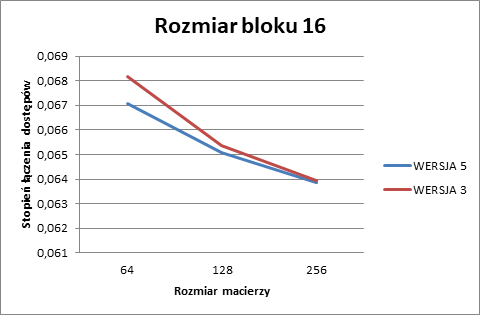 Rozmiar bloku 16
0,069
0,068
0,067
0,066
0,065
0,064
0,063
0,062
0,061
Stopień łączenia dostępów
64 128 256
Rozmiar macierzy
WERSJA 5
WERSJA 3